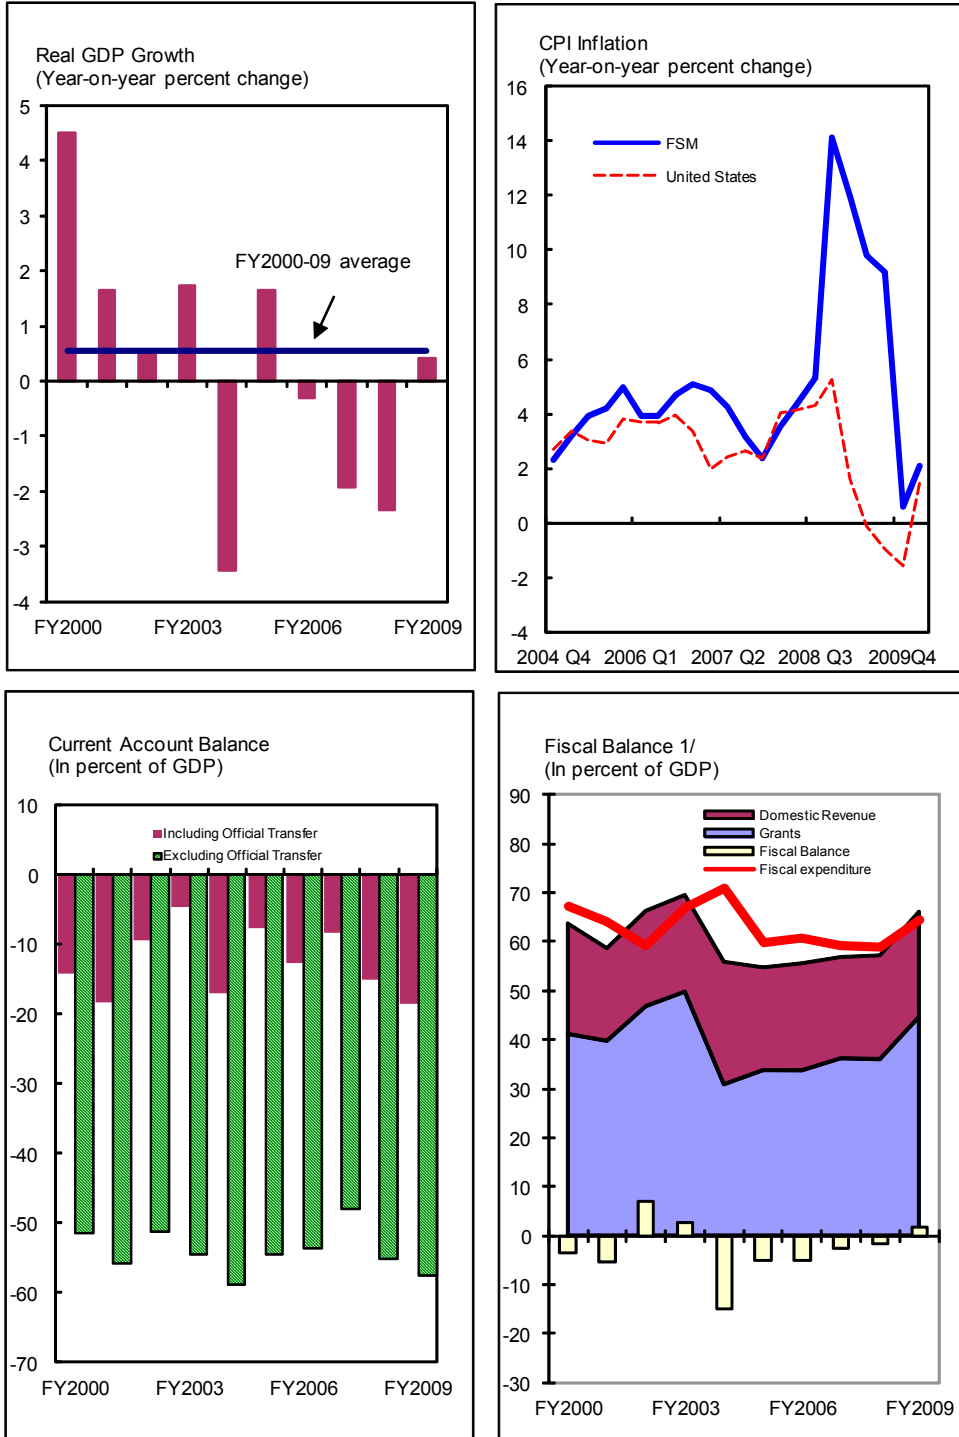 Real GDP Growth
(Year-on-year percent change)
5
4
3
2
1
0
-1
-2
-3
-4
FY2000-09 average
FY2000 FY2003 FY2006 FY2009
CPI Inflation
(Year-on-year percent change)
16
14
12
10
8
6
4
2
0
-2
-4
FSM
United States
2004 Q4 2006 Q1 2007 Q2 2008 Q3 2009Q4
Current Account Balance
(In percent of GDP)
10
0
-10
-20
-30
-40
-50
-60
-70
Including Official Transfer
Excluding Official Transfer
FY2000 FY2003 FY2006 FY2009
Fiscal Balance 1/
(In percent of GDP)
90
80
70
60
50
40
30
20
10
0
-10
-20
-30
Domestic Revenue
Grants
Fiscal Balance
Fiscal expenditure
FY2000 FY2003 FY2006 FY2009